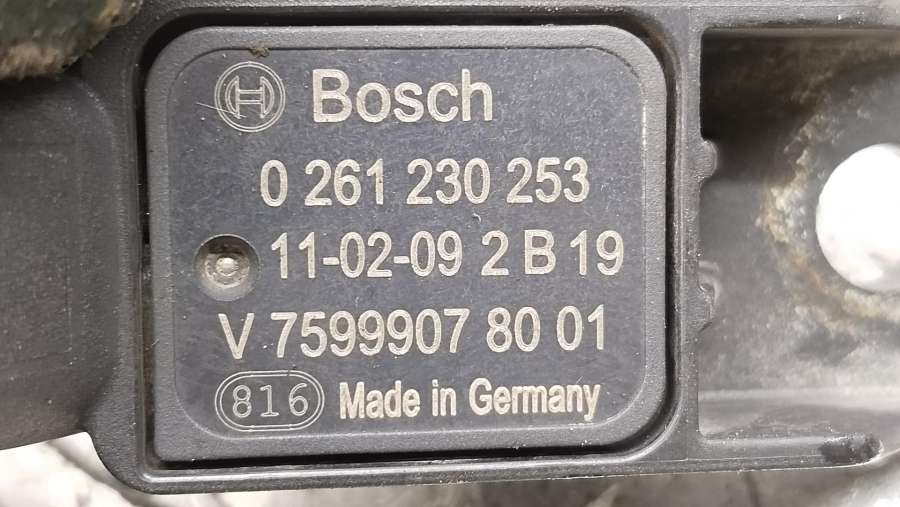 Bosch
0 261 230 253
11-02-09 2 B 19
V 7599907 80 01
816 Made in Germany